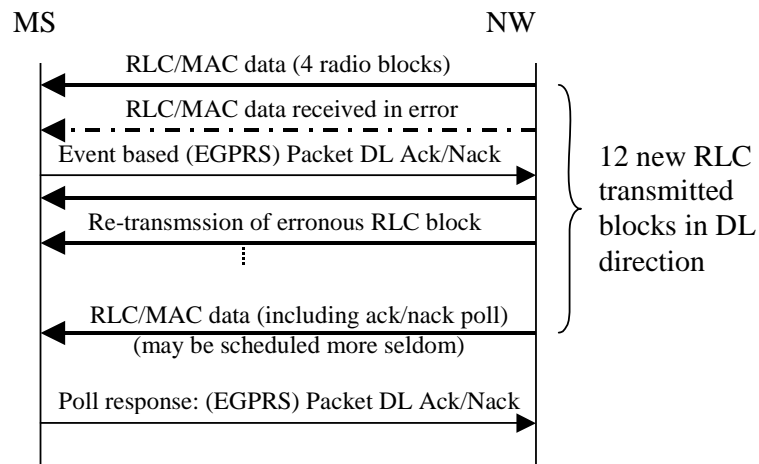 MS
NW
RLC/MAC data (4 radio blocks)
RLC/MAC data received in error
Event based (EGPRS) Packet DL Ack/Nack
Re-transmssion of erronous RLC block
RLC/MAC data (including ack/nack poll)
(may be scheduled more seldom)
Poll response: (EGPRS) Packet DL Ack/Nack
12 new RLC
transmitted
blocks in DL
direction